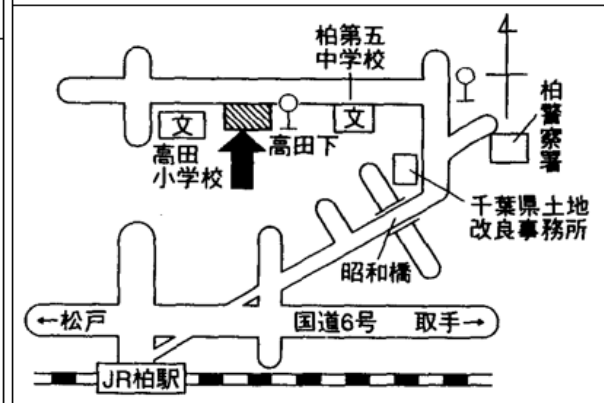 柏第五
中学校
柏警察署
文
文
高田下
高田
小学校
千葉県土地
改良事務所
昭和橋
←松戸
国道6号
取手→
JR柏駅